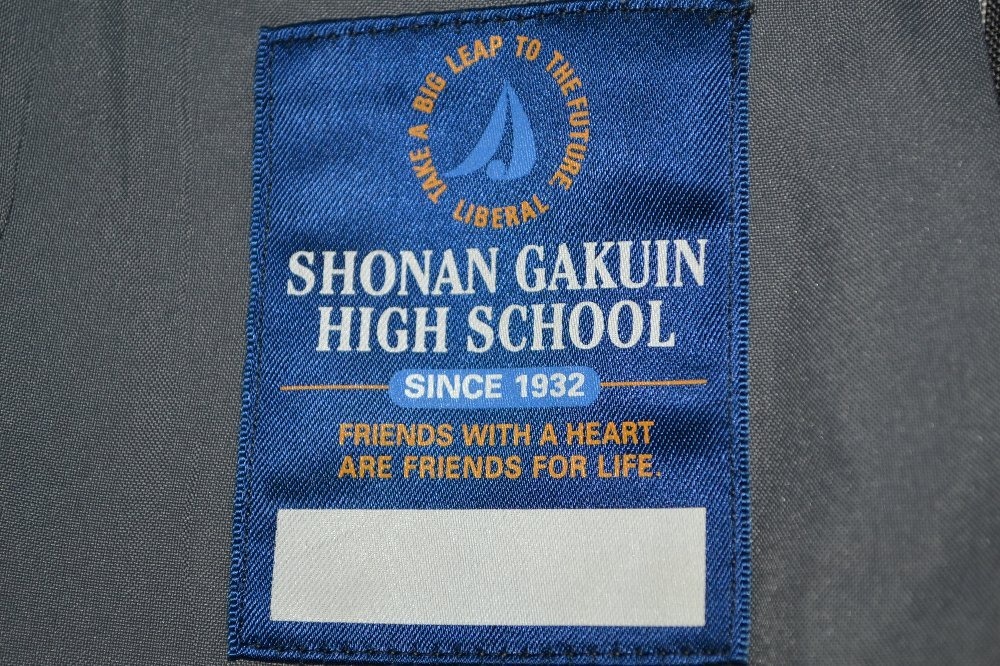 TAKE A BIG LEAP TO THE FUTURE
LIBERAL
SHONAN GAKUIN
HIGH SCHOOL
SINCE 1932
FRIENDS WITH A HEART
ARE FRIENDS FOR LIFE.